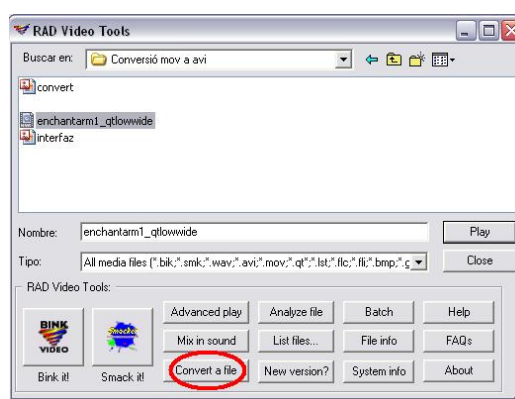 RAD Video Tools
Buscar en: Conversió mov a avi
convert
enchantarm1_qtlowwide
interfaz
Nombre: enchantarm1_qtlowwide Play
Tipo: All media files (*.bik;*.smk;*.wav;*.avi;*.mov;*.qt*;*.lst;*.flc;*.fli;*.bmp;*.g Close
RAD Video Tools:
BINK VIDEO Smacker Advanced play Analyze file Batch Help
Mix in sound List files... File info FAQs
Bink it! Smack it! Convert a file New version? System info About